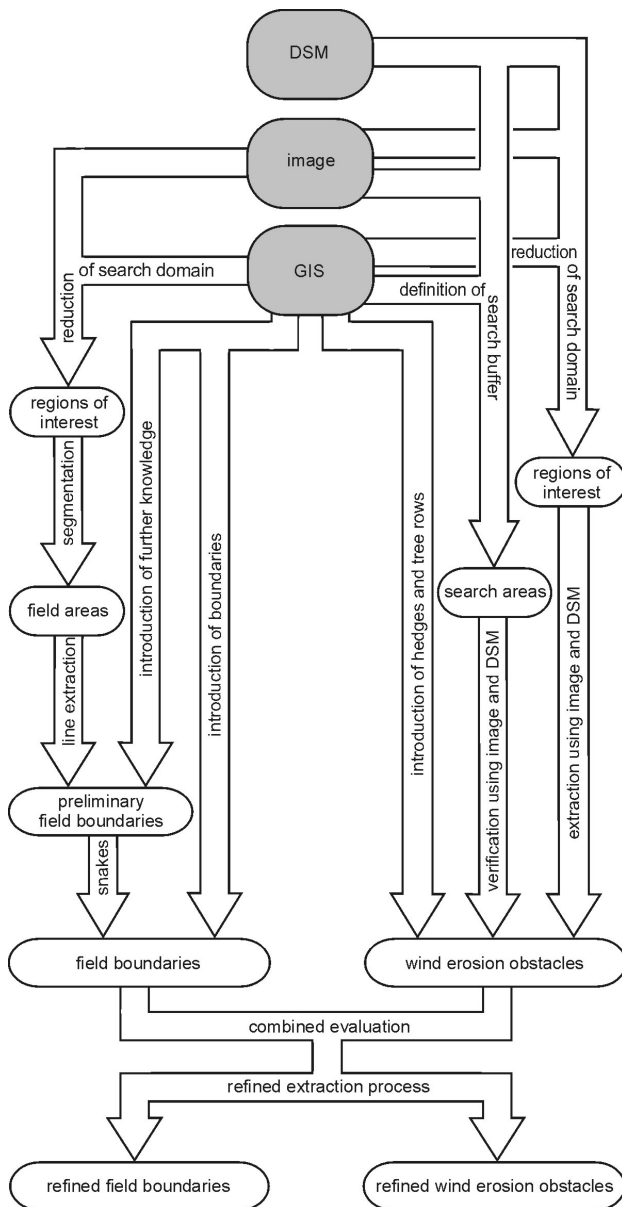 DSM
image
GIS
reduction
of search domain
definition of
search buffer
reduction
of search domain
regions of
interest
segmentation
introduction of further knowledge
introduction of boundaries
introduction of hedges and tree rows
regions of
interest
field areas
search areas
line extraction
verification using image and DSM
extraction using image and DSM
preliminary
field boundaries
snakes
field boundaries
wind erosion obstacles
combined evaluation
refined extraction process
refined field boundaries
refined wind erosion obstacles